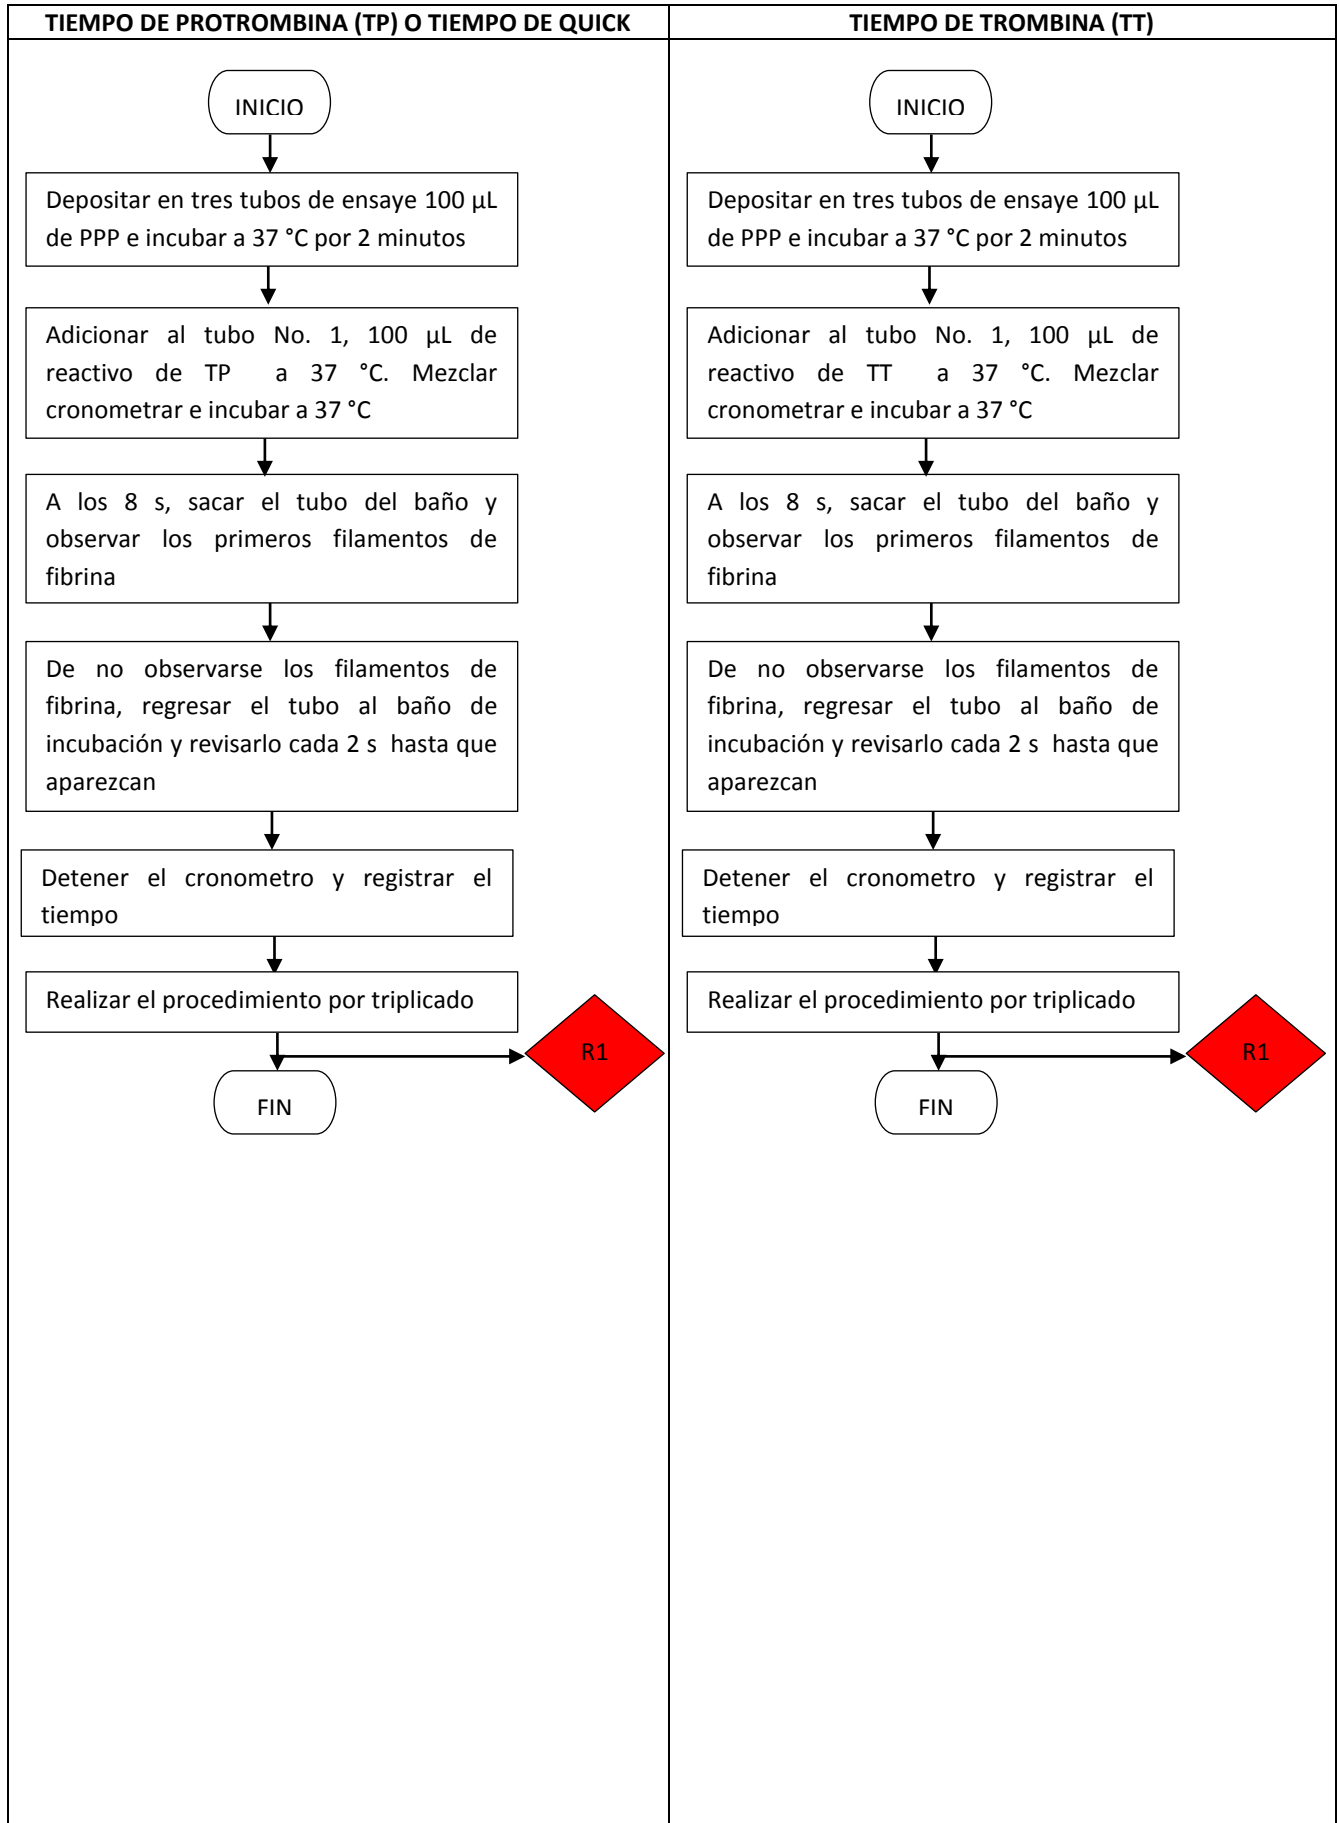 TIEMPO DE PROTROMBINA (TP) O TIEMPO DE QUICK
INICIO
Depositar en tres tubos de ensaye 100 µL
de PPP e incubar a 37 °C por 2 minutos
Adicionar al tubo No. 1, 100 µL de
reactivo de TP a 37 °C. Mezclar
cronometrar e incubar a 37 °C
A los 8 s, sacar el tubo del baño y
observar los primeros filamentos de
fibrina
De no observarse los filamentos de
fibrina, regresar el tubo al baño de
incubación y revisarlo cada 2 s hasta que
aparezcan
Detener el cronometro y registrar el
tiempo
Realizar el procedimiento por triplicado
R1
FIN
TIEMPO DE TROMBINA (TT)
INICIO
Depositar en tres tubos de ensaye 100 µL
de PPP e incubar a 37 °C por 2 minutos
Adicionar al tubo No. 1, 100 µL de
reactivo de TT a 37 °C. Mezclar
cronometrar e incubar a 37 °C
A los 8 s, sacar el tubo del baño y
observar los primeros filamentos de
fibrina
De no observarse los filamentos de
fibrina, regresar el tubo al baño de
incubación y revisarlo cada 2 s hasta que
aparezcan
Detener el cronometro y registrar el
tiempo
Realizar el procedimiento por triplicado
R1
FIN